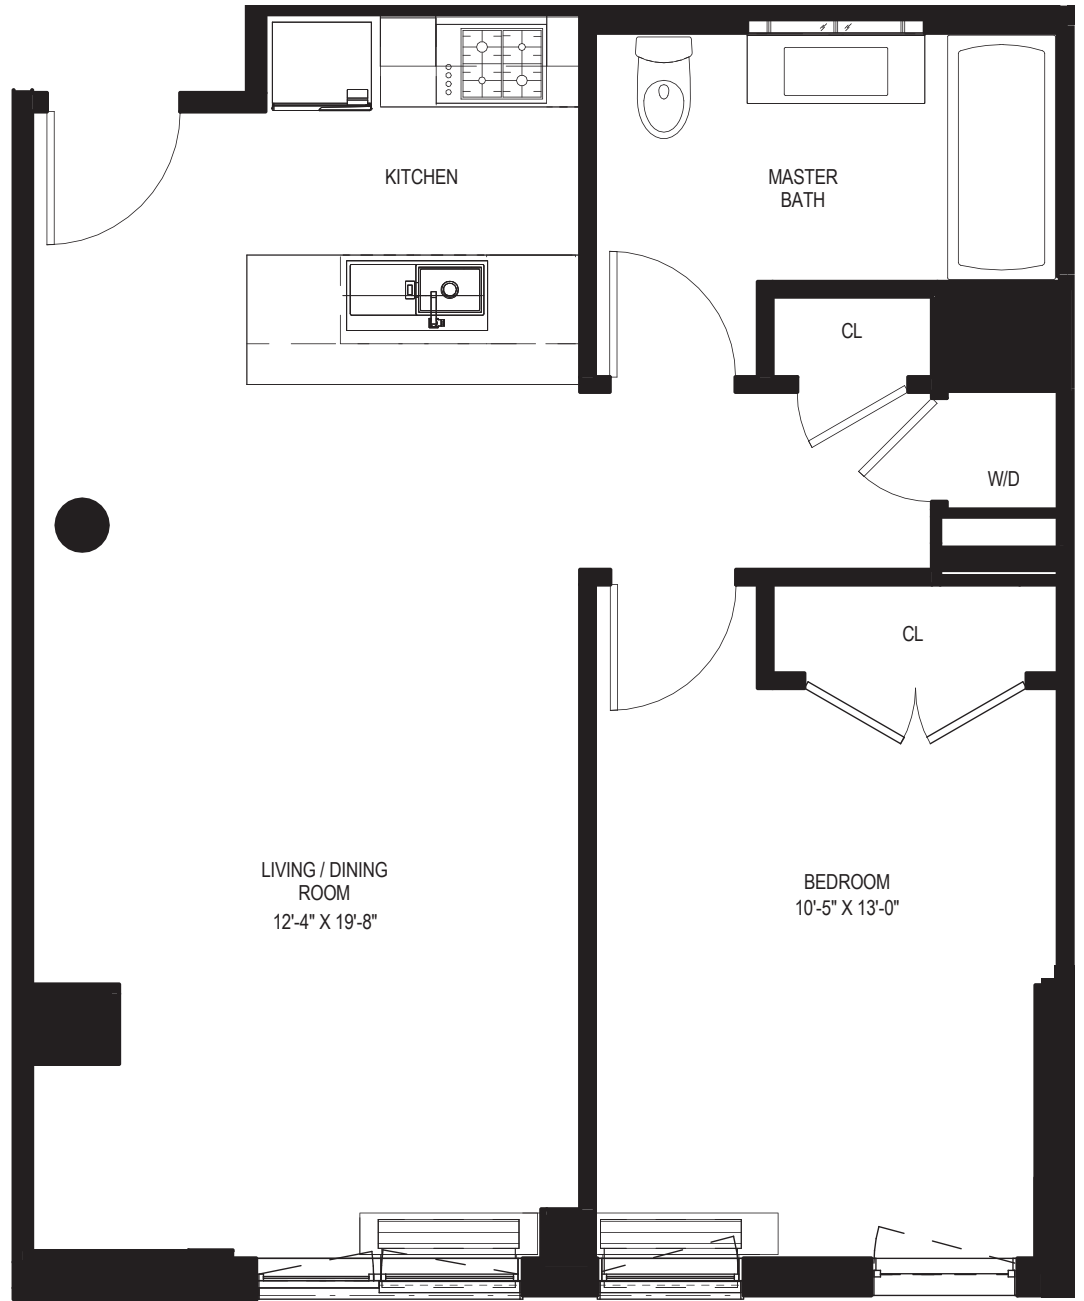 KITCHEN
MASTER
BATH
CL
W/D
CL
LIVING / DINING
ROOM
12'-4" X 19'-8"
BEDROOM
10'-5" X 13'-0"